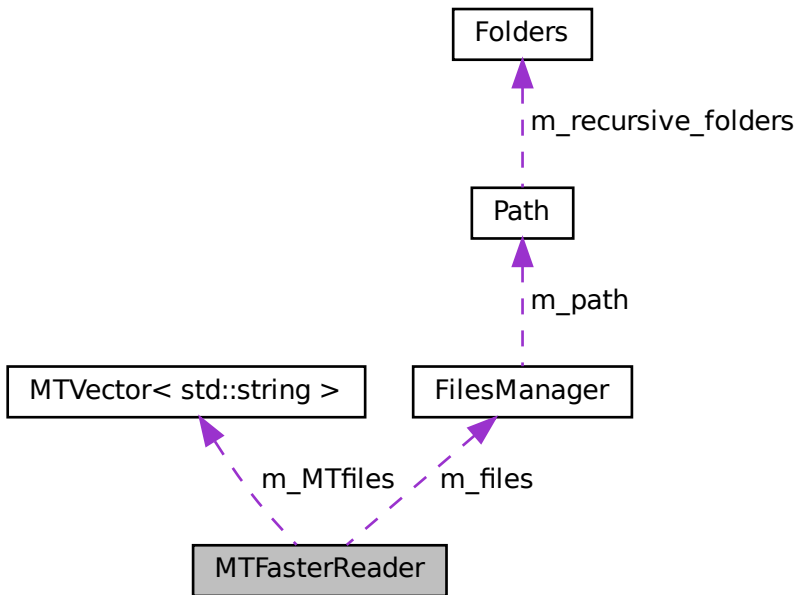 Folders
m_recursive_folders
Path
m_path
MTVector< std::string >
FilesManager
m_MTfiles
m_files
MTFasterReader